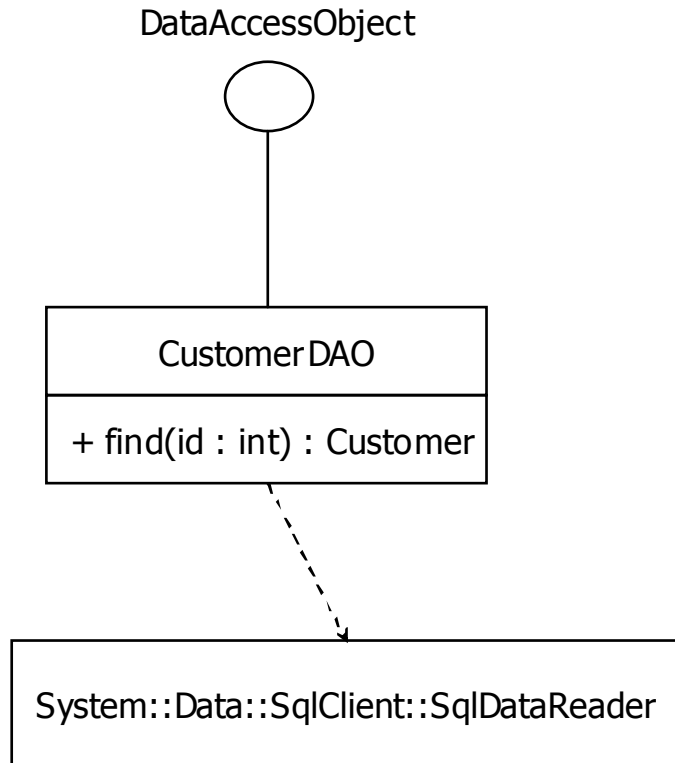 DataAccessObject
CustomerDAO
+ find(id : int) : Customer
System::Data::SqlClient::SqlDataReader